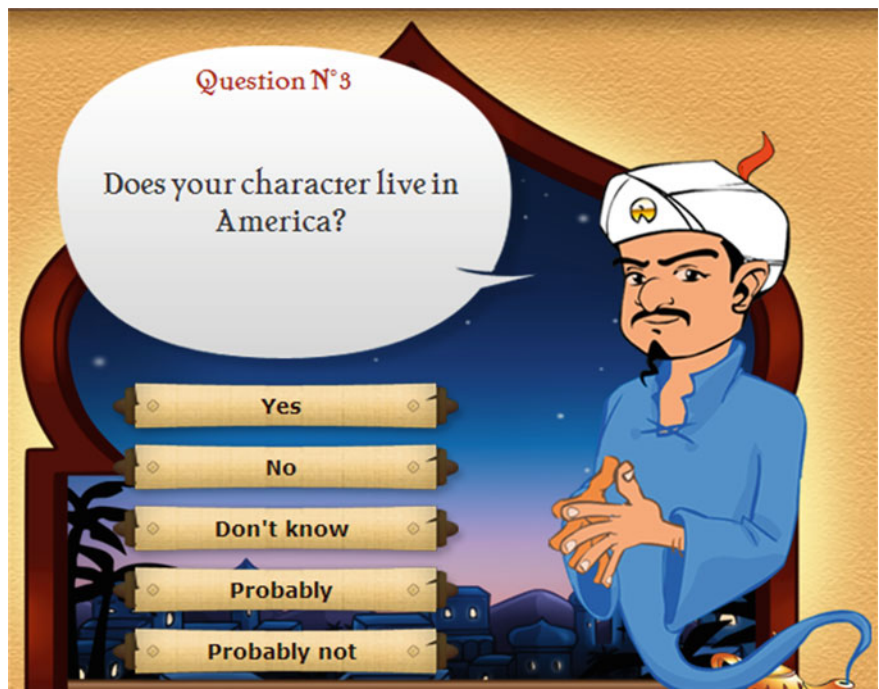 Question N°3
Does your character live in
America?
Yes
No
Don't know
Probably
Probably not